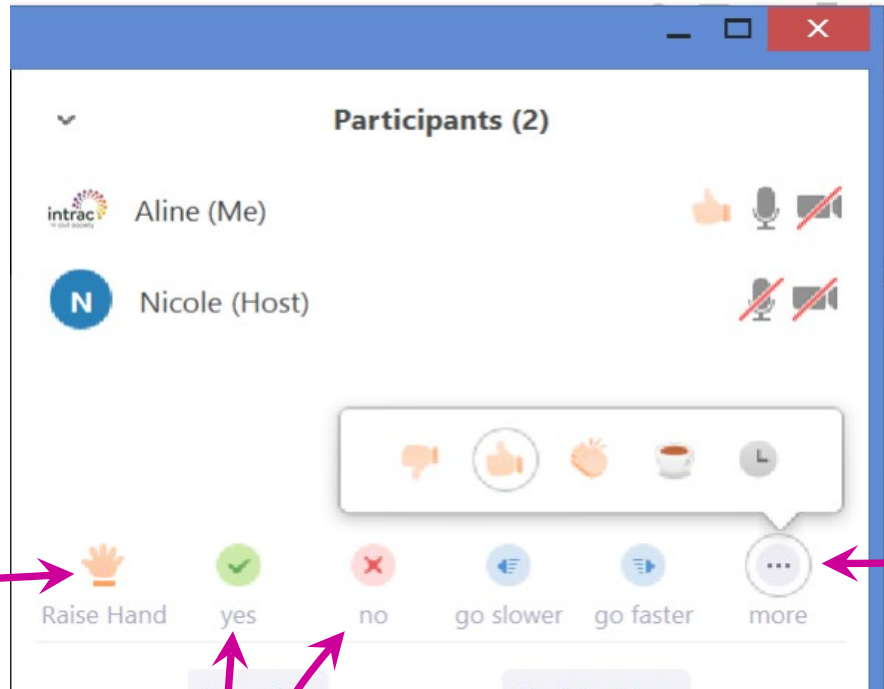 Participants (2)
intrac
Aline (Me)
N
Nicole (Host)
Raise Hand yes no go slower go faster more